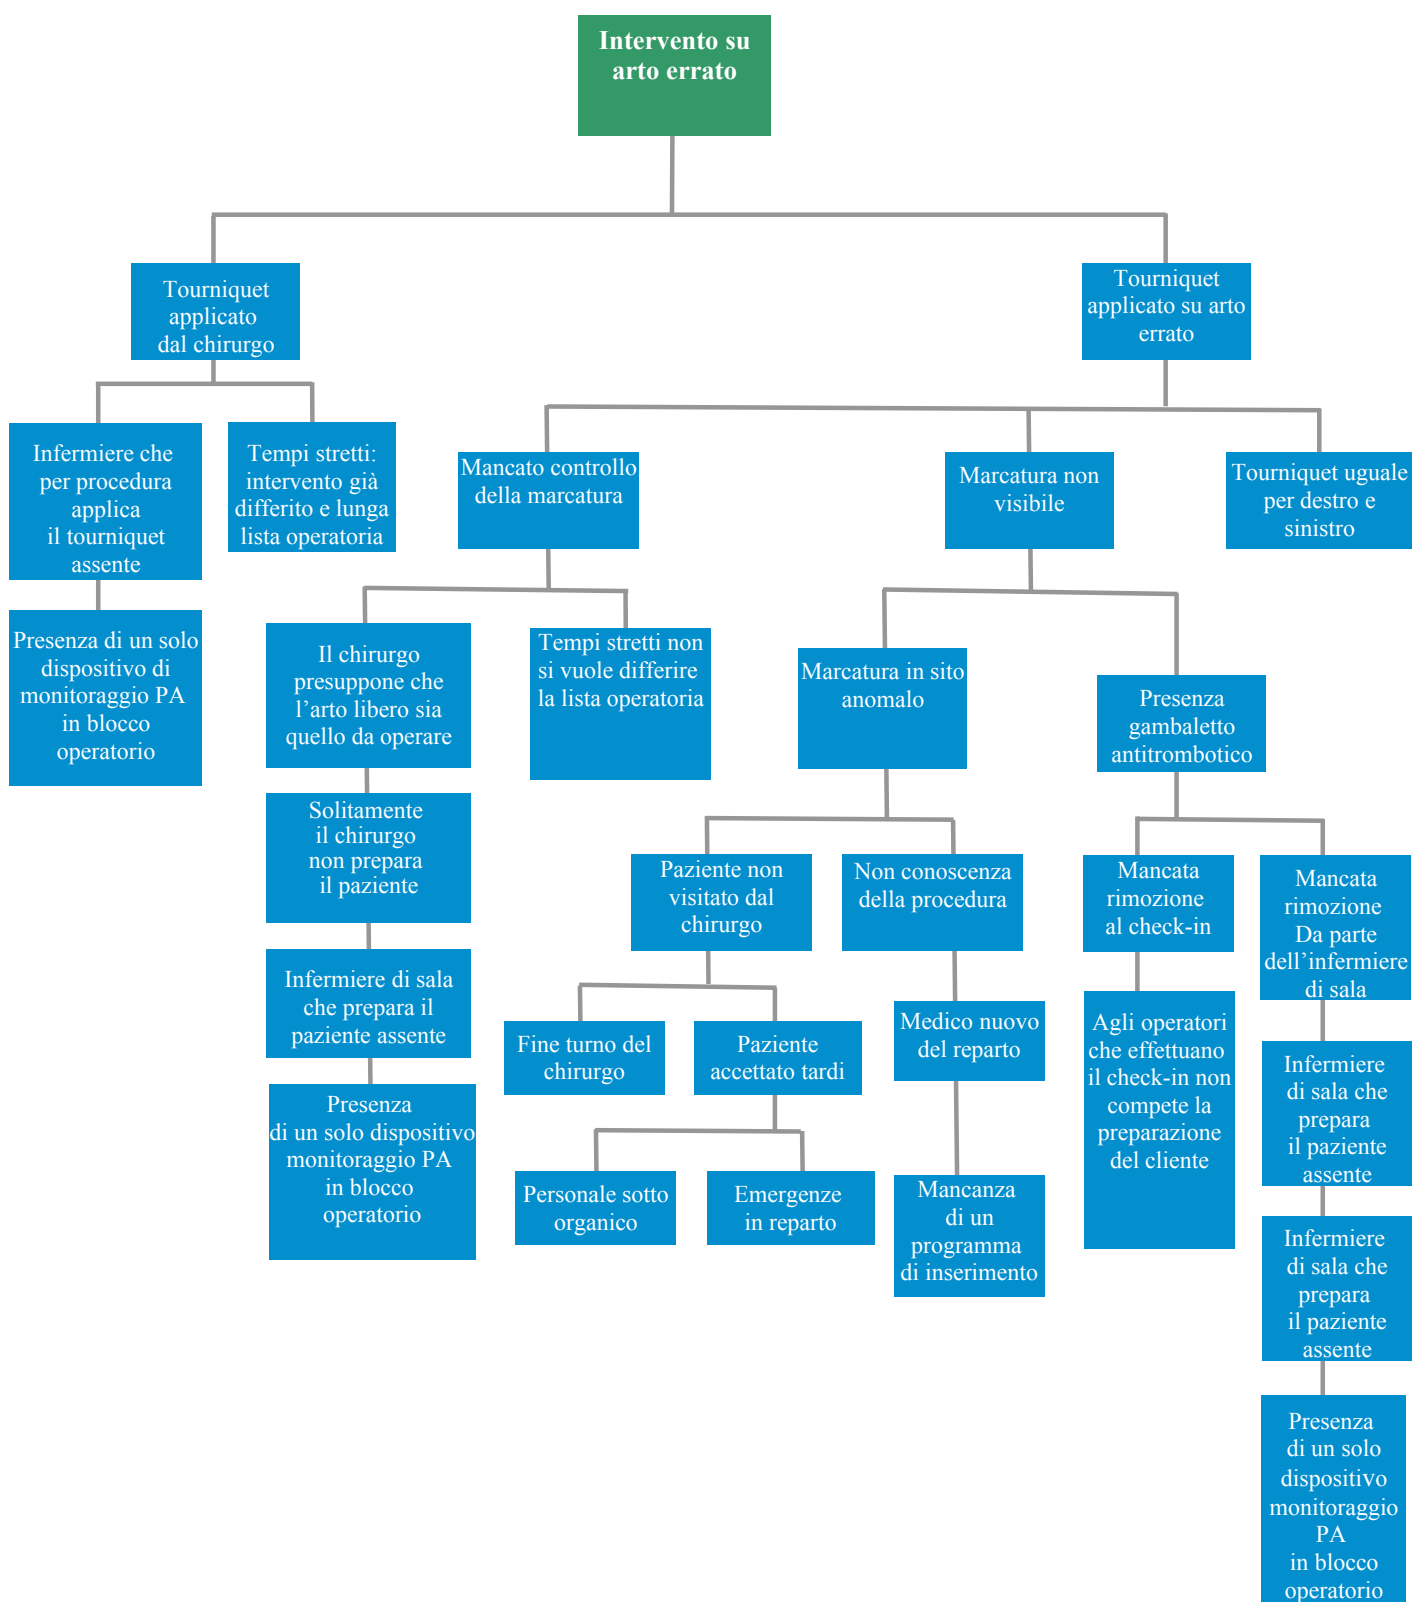 Intervento su
arto errato
Tourniquet
applicato
dal chirurgo
Tourniquet
applicato su arto
errato
Infermiere che
per procedura
applica
il tourniquet
assente
Tempi stretti:
intervento già
differito e lunga
lista operatoria
Mancato controllo
della marcatura
Marcatura non
visibile
Tourniquet uguale
per destro e
sinistro
Presenza di un solo
dispositivo di
monitoraggio PA
in blocco
operatorio
Il chirurgo
presuppone che
l’arto libero sia
quello da operare
Tempi stretti non
si vuole differire
la lista operatoria
Marcatura in sito
anomalo
Presenza
gambaletto
antitrombotico
Solitamente
il chirurgo
non prepara
il paziente
Paziente non
visitato dal
chirurgo
Non conoscenza
della procedura
Mancata
rimozione
al check-in
Mancata
rimozione
Da parte
dell’infermiere
di sala
Infermiere di sala
che prepara il
paziente assente
Fine turno del
chirurgo
Paziente
accettato tardi
Medico nuovo
del reparto
Agli operatori
che effettuano
il check-in non
compete la
preparazione
del cliente
Infermiere
di sala che
prepara
il paziente
assente
Presenza
di un solo dispositivo
monitoraggio PA
in blocco
operatorio
Personale sotto
organico
Emergenze
in reparto
Mancanza
di un
programma
di inserimento
Infermiere
di sala che
prepara
il paziente
assente
Presenza
di un solo
dispositivo
monitoraggio
PA
in blocco
operatorio